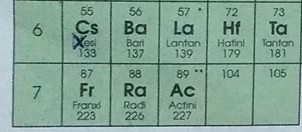 55 56 57 * 72 73
6 Cs Ba La Hf Ta
Xesi Bari Lantan Hafini Tantan
133 137 139 179 181
87 88 89 ** 104 105
7 Fr Ra Ac
Franxi Radi Actini
223 226 227